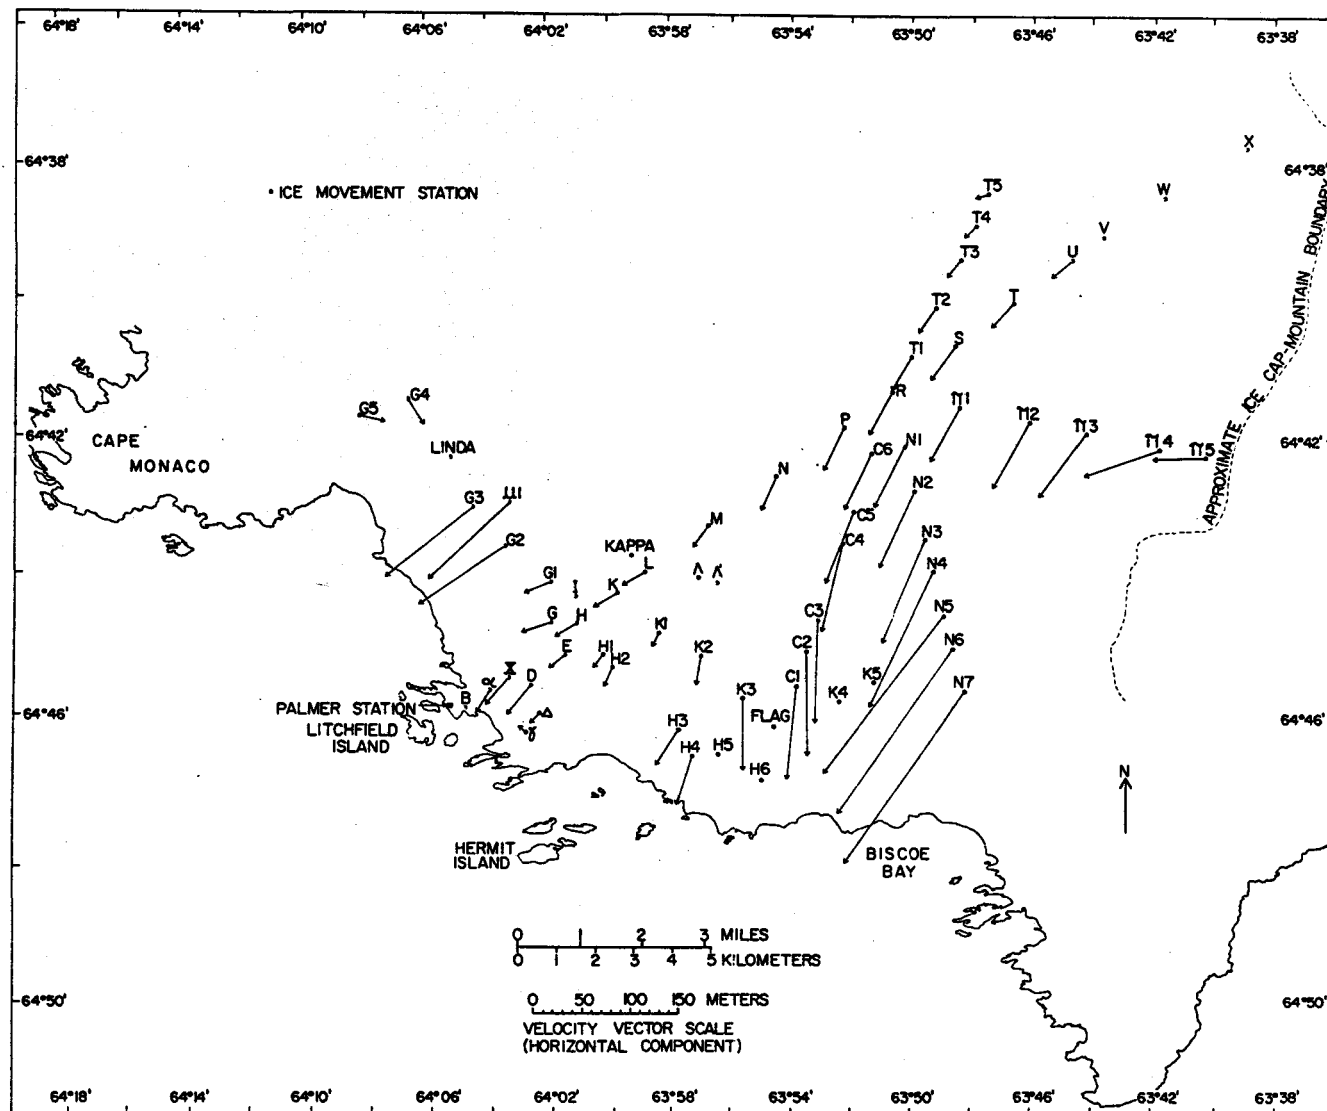 64°18' 64°14' 64°10' 64°06' 64°02' 63°58' 63°54' 63°50' 63°46' 63°42' 63°38'
X
64°38' 64°38'
• ICE MOVEMENT STATION
T5
W
T4
V
T3 U
T2 T
T1 S
G5 G4
R
P
64°42' CAPE
MONACO
LINDA
C6 N1 64°42'
N
N2
G3
M
C5
C4
N3
G2
KAPPA
L
N4
G1
K
C3
N5
G H
K1
C2
N6
E H1 H2
K2
C1
K5
N7
D
K3
K4
PALMER STATION B
LITCHFIELD
ISLAND
FLAG
64°46' 64°46'
H3
H4 H5
H6
N
HERMIT
ISLAND
BISCOE
BAY
APPROXIMATE ICE CAP-MOUNTAIN BOUNDARY
0 1 2 3 MILES
0 1 2 3 4 5 KILOMETERS
64°50' 64°50'
0 50 100 150 METERS
VELOCITY VECTOR SCALE
(HORIZONTAL COMPONENT)
64°18' 64°14' 64°10' 64°06' 64°02' 63°58' 63°54' 63°50' 63°46' 63°42' 63°38'